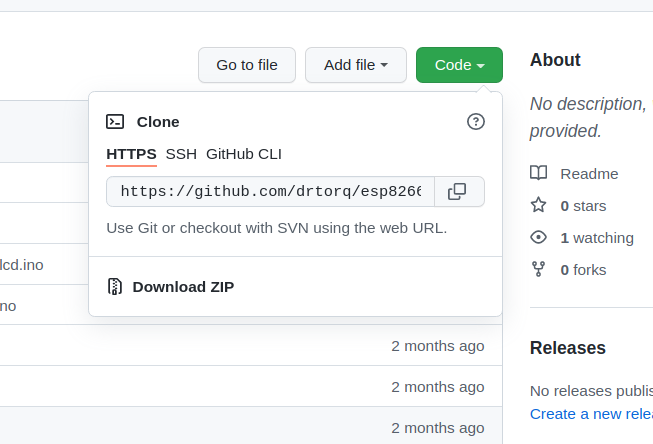 Go to file
Add file
Code
Clone
HTTPS SSH GitHub CLI
https://github.com/drtorq/esp8266
Use Git or checkout with SVN using the web URL.
Download ZIP
lcd.ino
no
2 months ago
2 months ago
2 months ago
About
No description,
provided.
Readme
0 stars
1 watching
0 forks
Releases
No releases publis
Create a new rele